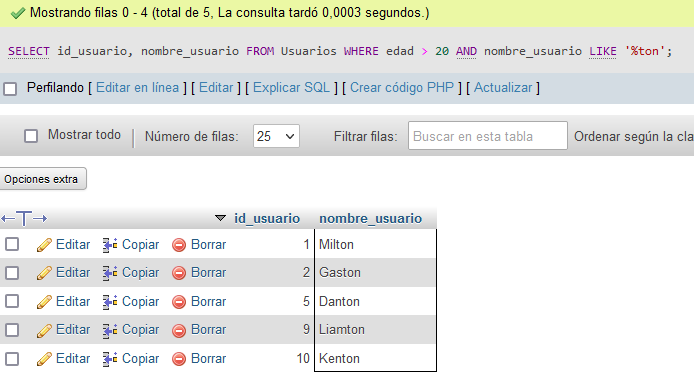 Mostrando filas 0 - 4 (total de 5, La consulta tardó 0,0003 segundos.)
SELECT id_usuario, nombre_usuario FROM Usuarios WHERE edad > 20 AND nombre_usuario LIKE '%ton';
Perfilando [ Editar en línea ] [ Editar ] [ Explicar SQL ] [ Crear código PHP ] [ Actualizar ]
Mostrar todo Número de filas: 25 Filtrar filas: Buscar en esta tabla Ordenar según la cla
Opciones extra
←T→ id_usuario nombre_usuario
Editar Copiar Borrar 1 Milton
Editar Copiar Borrar 2 Gaston
Editar Copiar Borrar 5 Danton
Editar Copiar Borrar 9 Liamton
Editar Copiar Borrar 10 Kenton